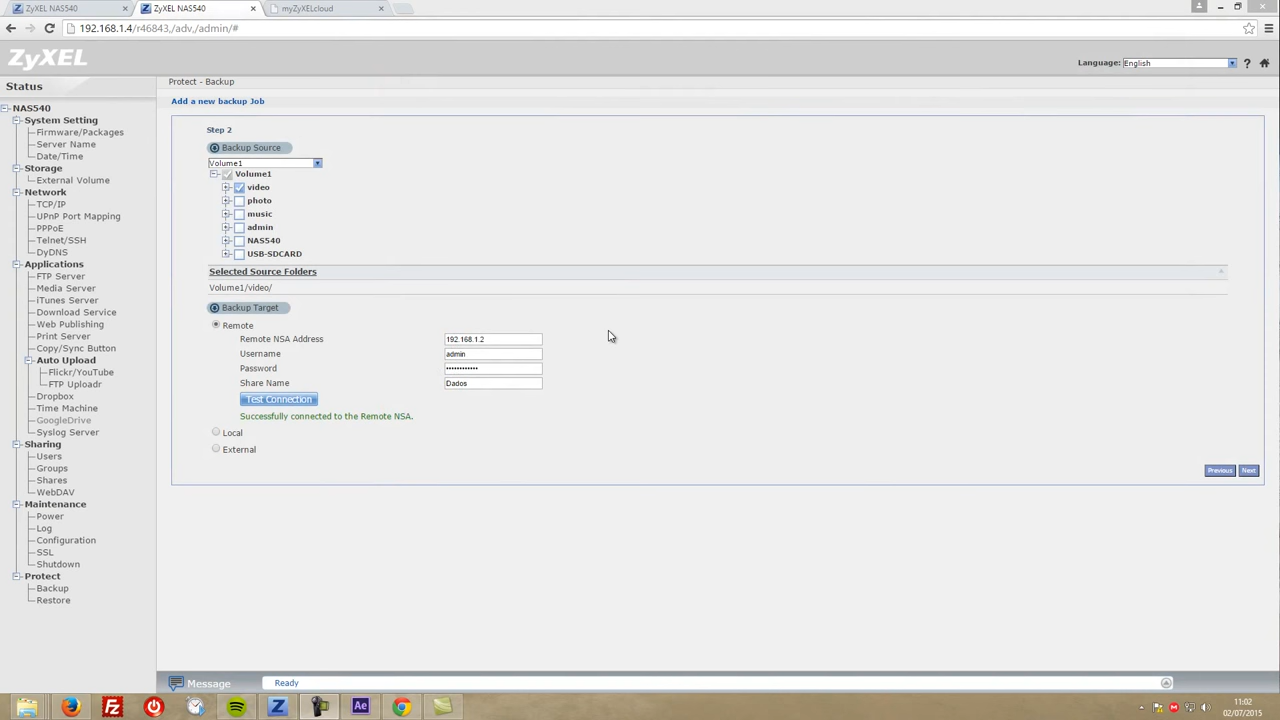 ZyXEL NAS540
ZyXEL NAS540
myZyXELcloud
192.168.1.4/r46843,/adv,/admin/#
ZyXEL
Language: English
Status
Protect - Backup
NAS540
System Setting
Firmware/Packages
Server Name
Date/Time
Storage
External Volume
Network
TCP/IP
UPnP Port Mapping
PPPoE
Telnet/SSH
DyDNS
Applications
FTP Server
Media Server
iTunes Server
Download Service
Web Publishing
Print Server
Copy/Sync Button
Auto Upload
Flickr/YouTube
FTP Uploadr
Dropbox
Time Machine
GoogleDrive
Syslog Server
Sharing
Users
Groups
Shares
WebDAV
Maintenance
Power
Log
Configuration
SSL
Shutdown
Protect
Backup
Restore
Add a new backup Job
Step 2
Backup Source
Volume1
Volume1
video
photo
music
admin
NAS540
USB-SDCARD
Selected Source Folders
Volume1/video/
Backup Target
Remote
Remote NSA Address 192.168.1.2
Username admin
Password ••••••••••••
Share Name Dados
Test Connection
Successfully connected to the Remote NSA.
Local
External
Previous Next
Message Ready
11:02
02/07/2015